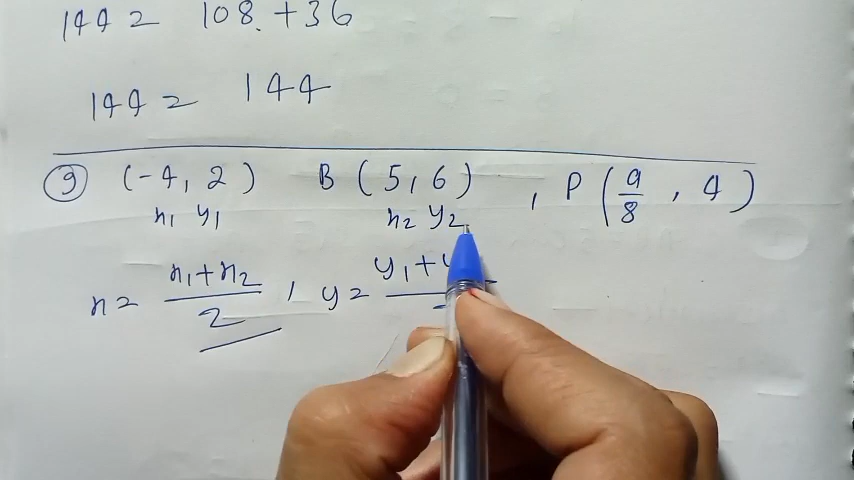 144 = 108. + 36
144 = 144
9 (-4, 2) B (5, 6), P (a/8, 4)
x1 y1 x2 y2
x = x1+x2/2, y = y1+